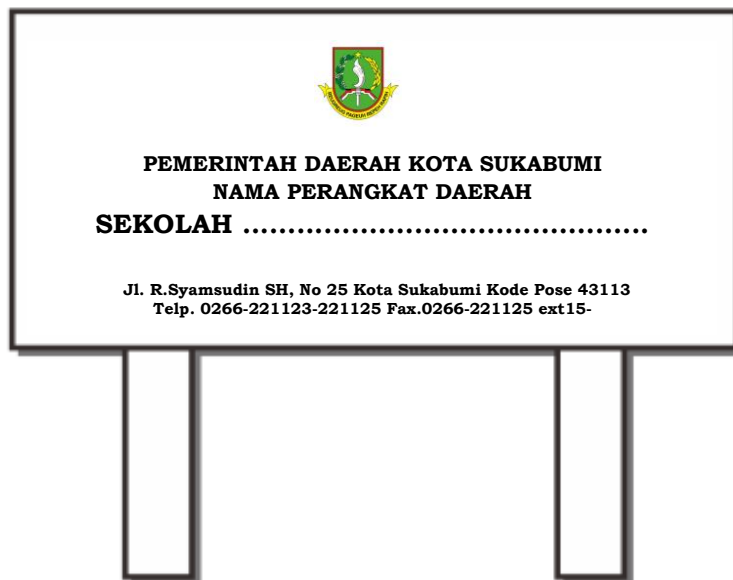 PEMERINTAH DAERAH KOTA SUKABUMI
NAMA PERANGKAT DAERAH
SEKOLAH .............................................
Jl. R.Syamsudin SH, No 25 Kota Sukabumi Kode Pose 43113
Telp. 0266-221123-221125 Fax.0266-221125 ext15-